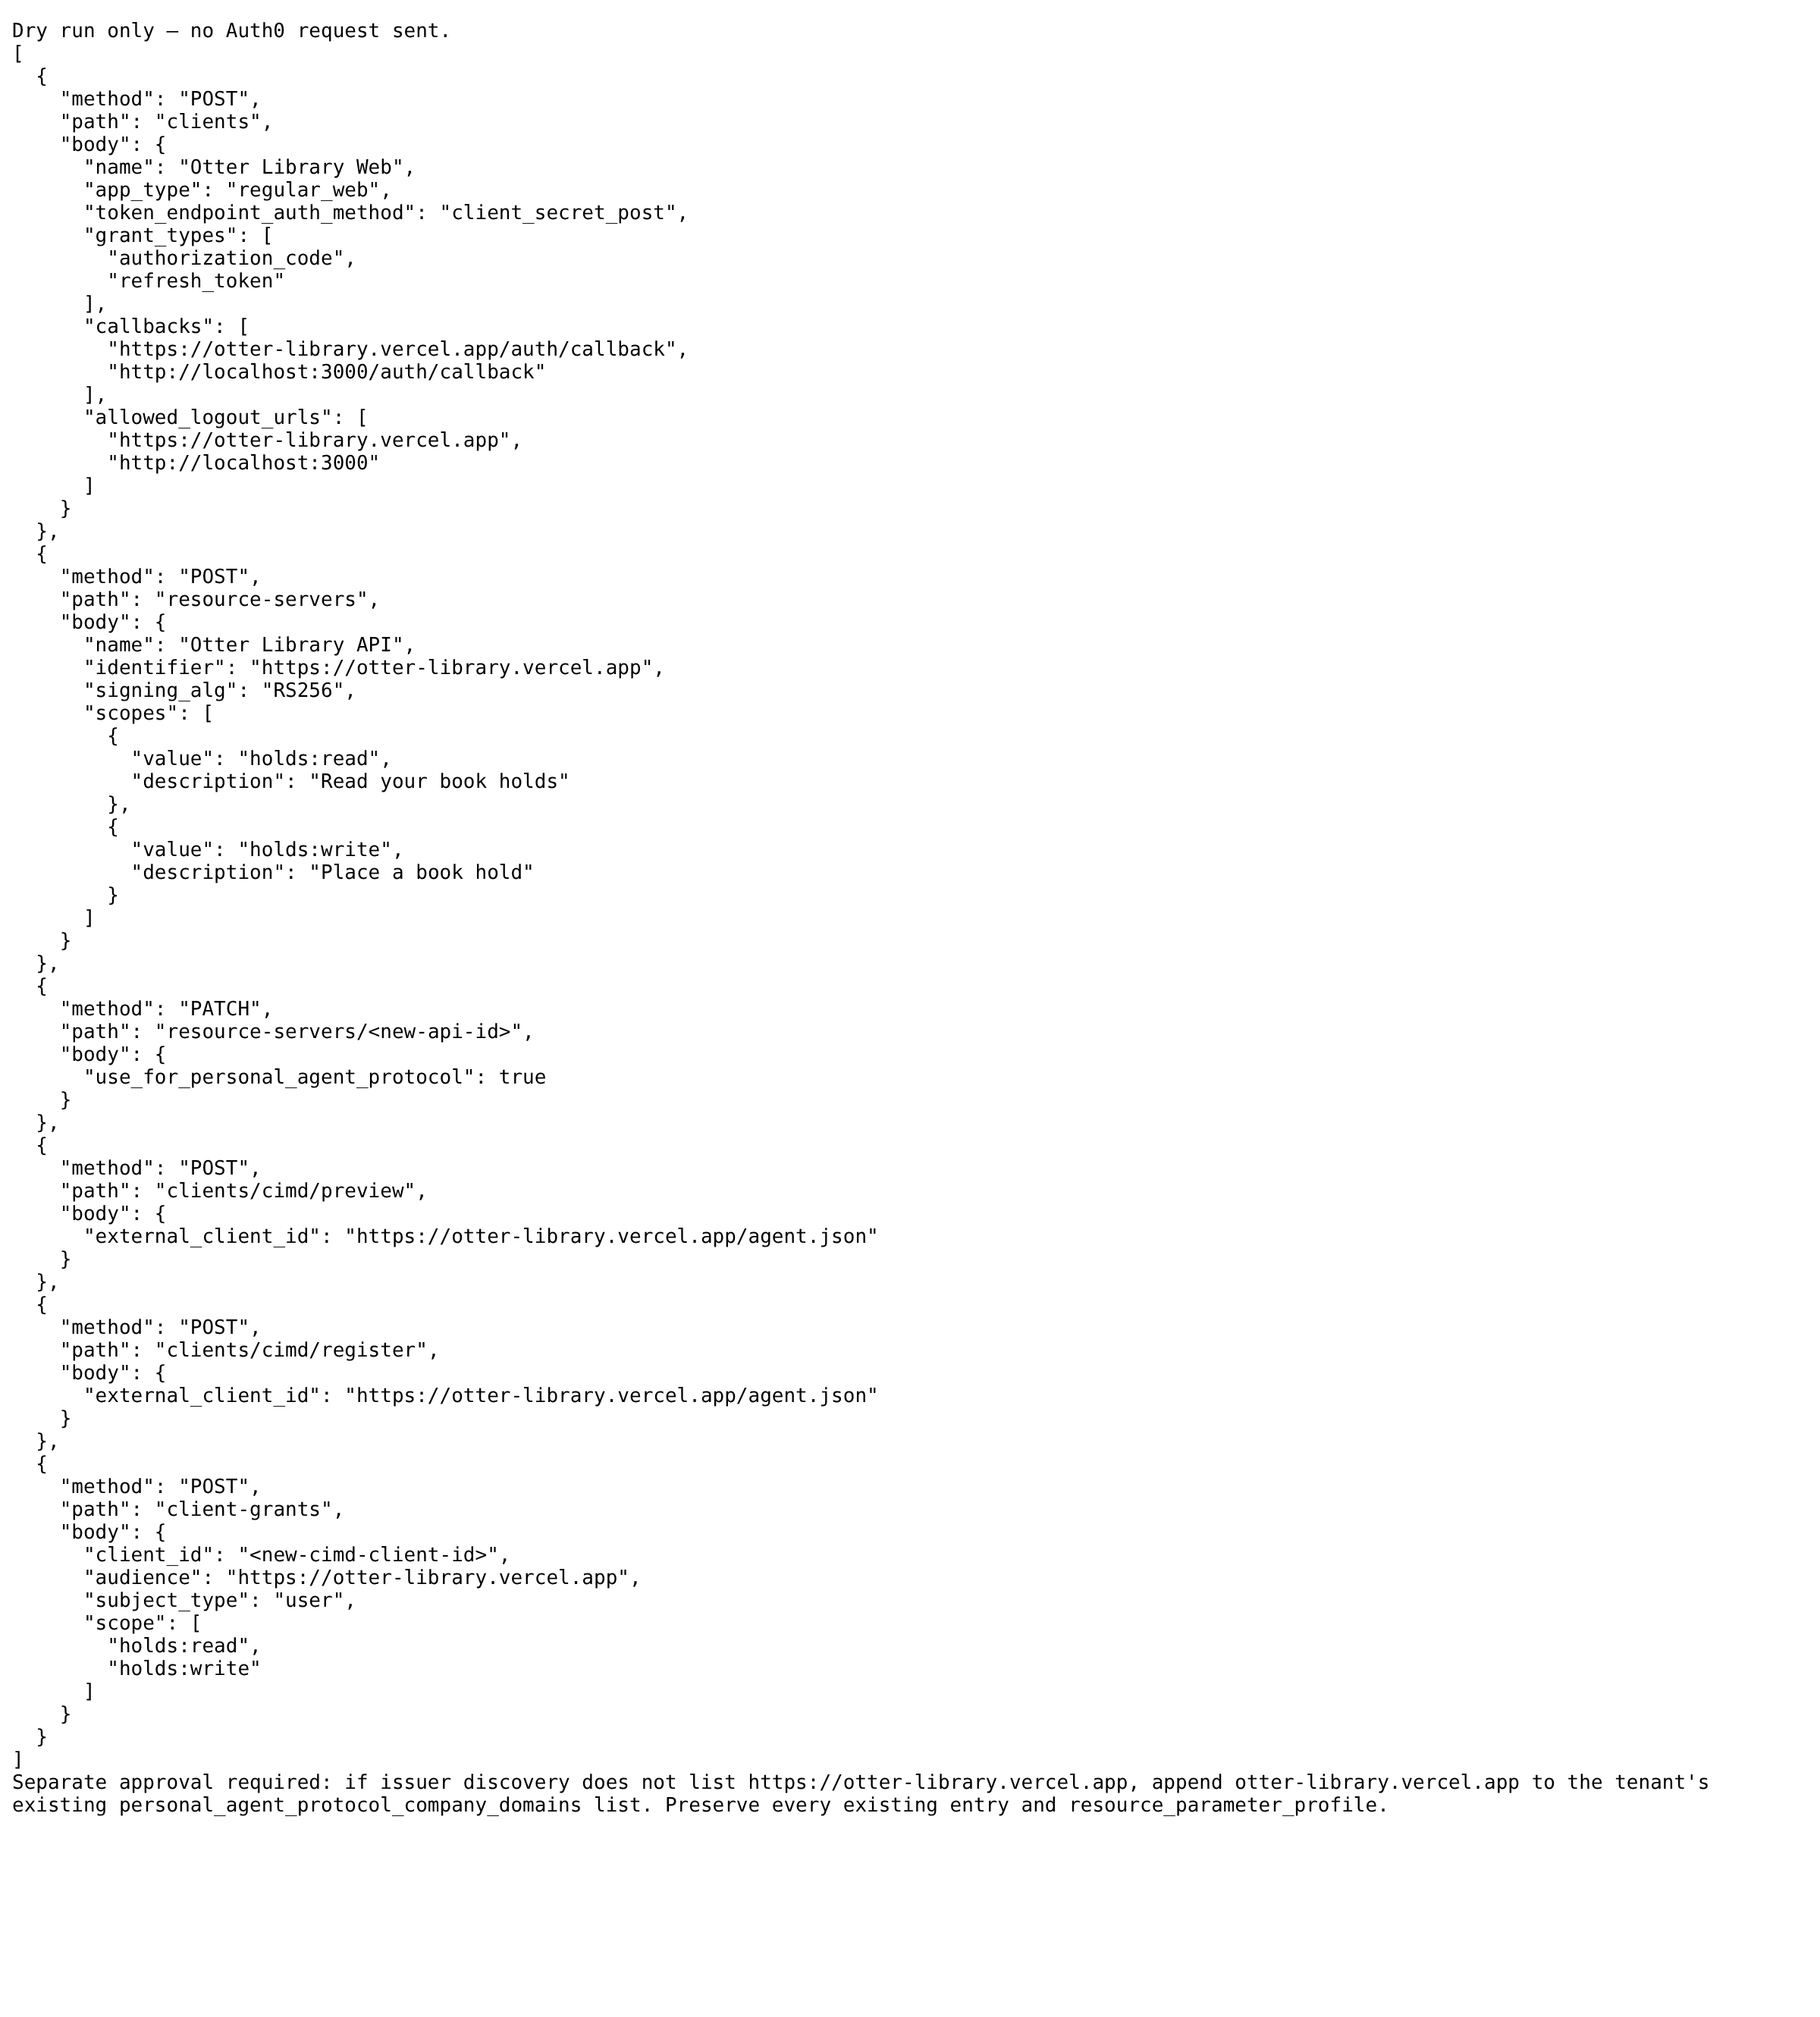 Dry run only — no Auth0 request sent.
[
  {
    "method": "POST",
    "path": "clients",
    "body": {
      "name": "Otter Library Web",
      "app_type": "regular_web",
      "token_endpoint_auth_method": "client_secret_post",
      "grant_types": [
        "authorization_code",
        "refresh_token"
      ],
      "callbacks": [
        "https://otter-library.vercel.app/auth/callback",
        "http://localhost:3000/auth/callback"
      ],
      "allowed_logout_urls": [
        "https://otter-library.vercel.app",
        "http://localhost:3000"
      ]
    }
  },
  {
    "method": "POST",
    "path": "resource-servers",
    "body": {
      "name": "Otter Library API",
      "identifier": "https://otter-library.vercel.app",
      "signing_alg": "RS256",
      "scopes": [
        {
          "value": "holds:read",
          "description": "Read your book holds"
        },
        {
          "value": "holds:write",
          "description": "Place a book hold"
        }
      ]
    }
  },
  {
    "method": "PATCH",
    "path": "resource-servers/<new-api-id>",
    "body": {
      "use_for_personal_agent_protocol": true
    }
  },
  {
    "method": "POST",
    "path": "clients/cimd/preview",
    "body": {
      "external_client_id": "https://otter-library.vercel.app/agent.json"
    }
  },
  {
    "method": "POST",
    "path": "clients/cimd/register",
    "body": {
      "external_client_id": "https://otter-library.vercel.app/agent.json"
    }
  },
  {
    "method": "POST",
    "path": "client-grants",
    "body": {
      "client_id": "<new-cimd-client-id>",
      "audience": "https://otter-library.vercel.app",
      "subject_type": "user",
      "scope": [
        "holds:read",
        "holds:write"
      ]
    }
  }
]
Separate approval required: if issuer discovery does not list https://otter-library.vercel.app, append otter-library.vercel.app to the tenant's
existing personal_agent_protocol_company_domains list. Preserve every existing entry and resource_parameter_profile.